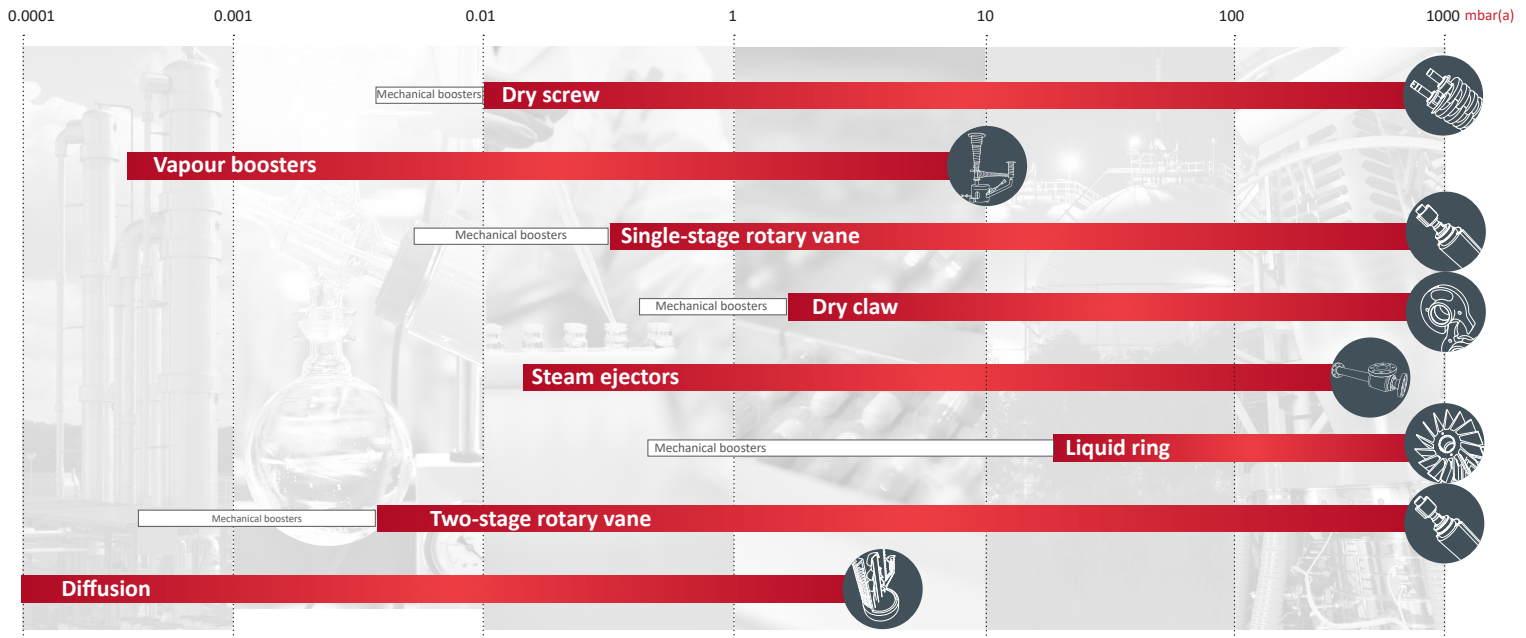 0.0001 0.001 0.01 1 10 100 1000 mbar(a)
Mechanical boosters Dry screw
Vapour boosters
Mechanical boosters Single-stage rotary vane
Mechanical boosters Dry claw
Steam ejectors
Mechanical boosters Liquid ring
Mechanical boosters Two-stage rotary vane
Diffusion